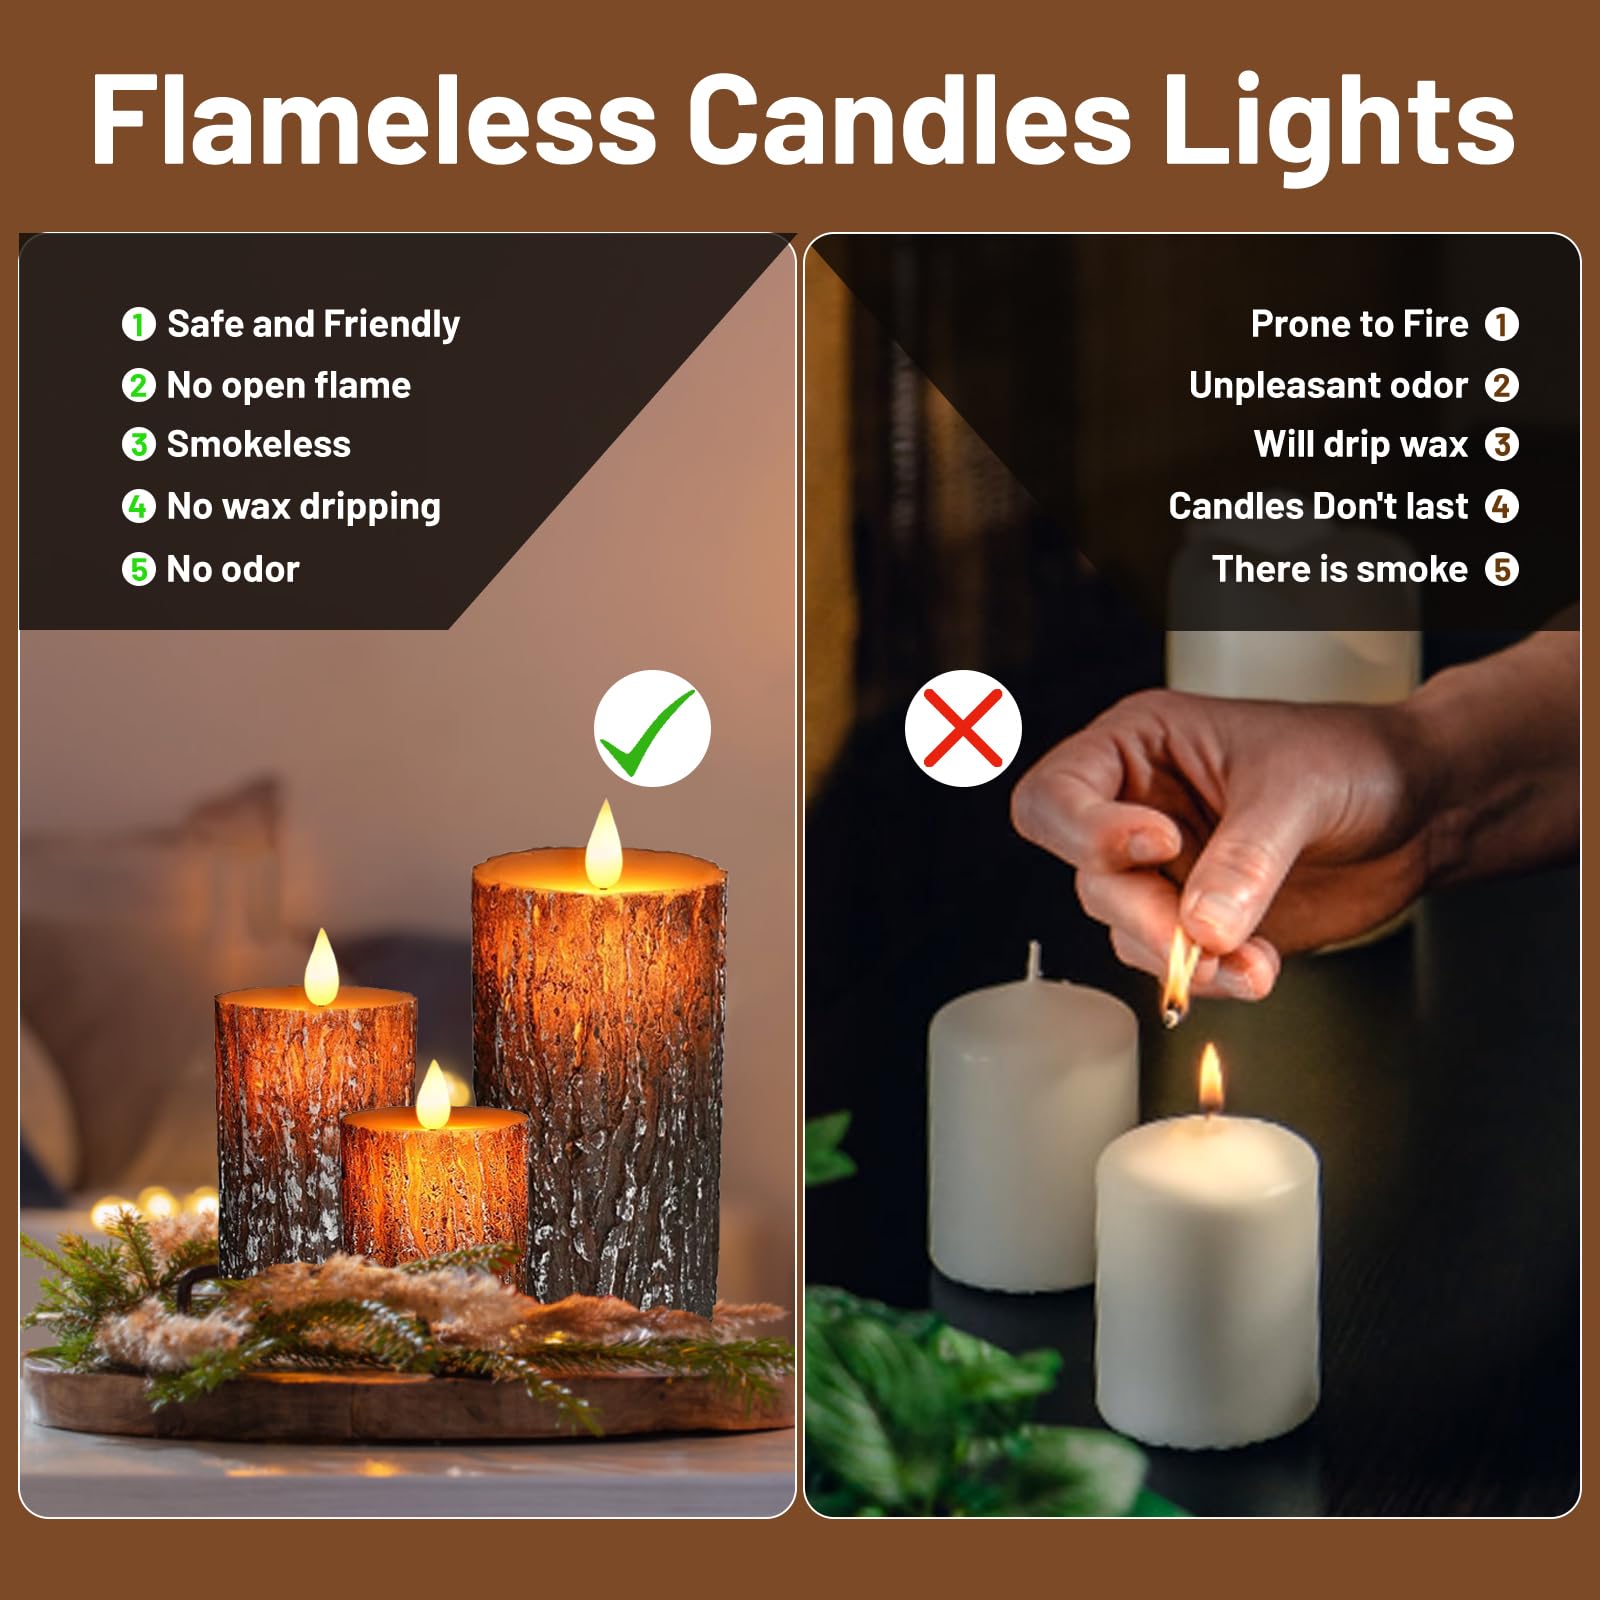 Flameless Candles Lights
1 Safe and Friendly
2 No open flame
3 Smokeless
4 No wax dripping
5 No odor
Prone to Fire 1
Unpleasant odor 2
Will drip wax 3
Candles Don't last 4
There is smoke 5